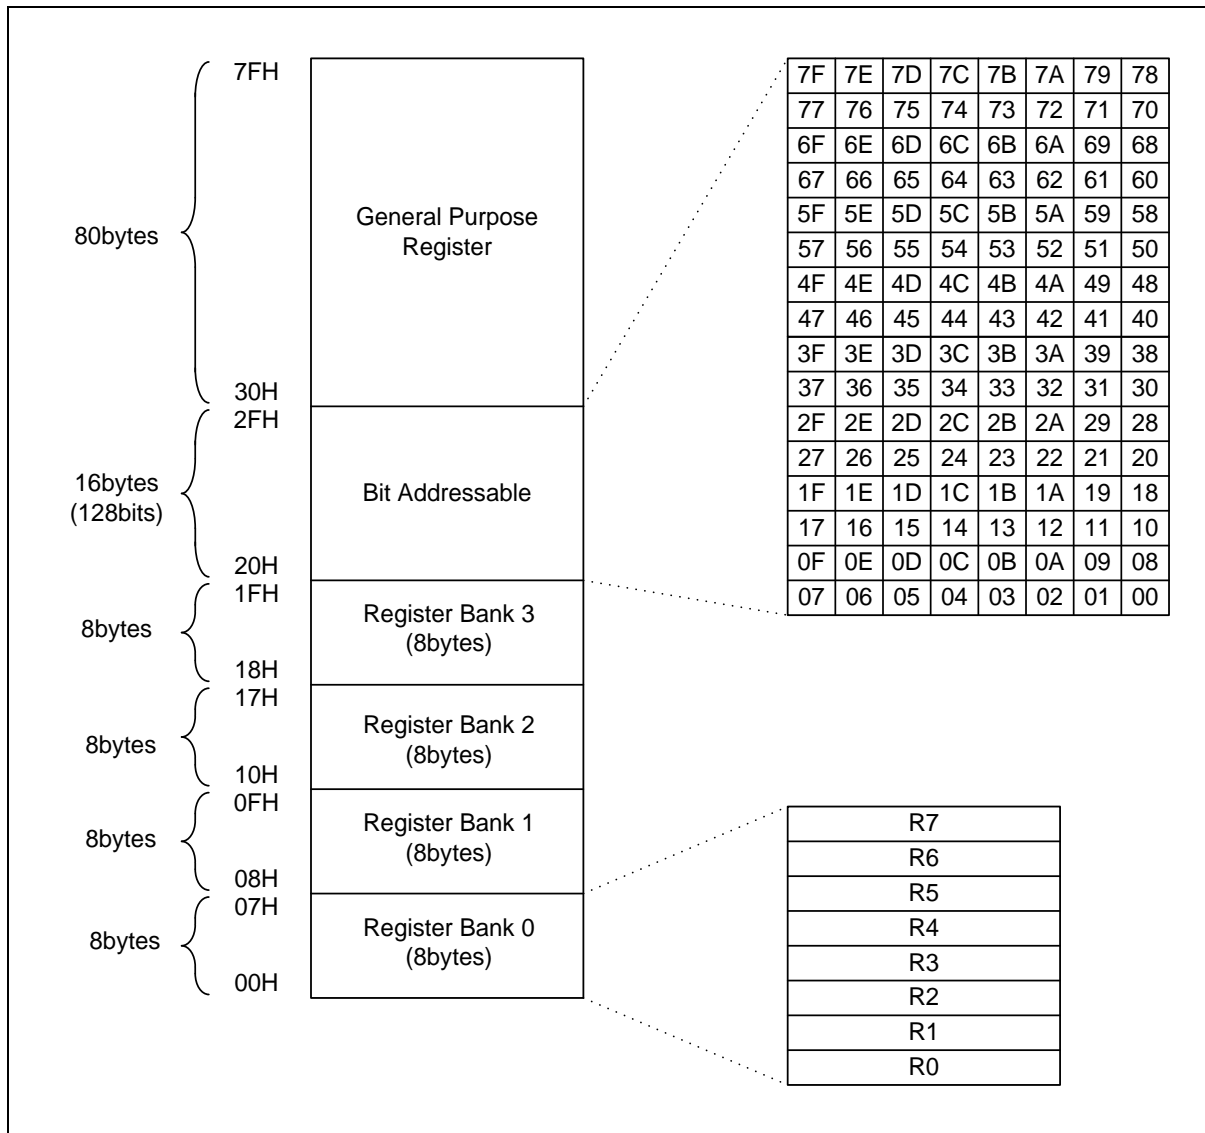 7FH
80bytes
General Purpose
Register
30H
2FH
16bytes
(128bits)
Bit Addressable
20H
1FH
8bytes
Register Bank 3
(8bytes)
18H
17H
8bytes
Register Bank 2
(8bytes)
10H
0FH
8bytes
Register Bank 1
(8bytes)
08H
07H
8bytes
Register Bank 0
(8bytes)
00H
7F 7E 7D 7C 7B 7A 79 78
77 76 75 74 73 72 71 70
6F 6E 6D 6C 6B 6A 69 68
67 66 65 64 63 62 61 60
5F 5E 5D 5C 5B 5A 59 58
57 56 55 54 53 52 51 50
4F 4E 4D 4C 4B 4A 49 48
47 46 45 44 43 42 41 40
3F 3E 3D 3C 3B 3A 39 38
37 36 35 34 33 32 31 30
2F 2E 2D 2C 2B 2A 29 28
27 26 25 24 23 22 21 20
1F 1E 1D 1C 1B 1A 19 18
17 16 15 14 13 12 11 10
0F 0E 0D 0C 0B 0A 09 08
07 06 05 04 03 02 01 00
R7
R6
R5
R4
R3
R2
R1
R0